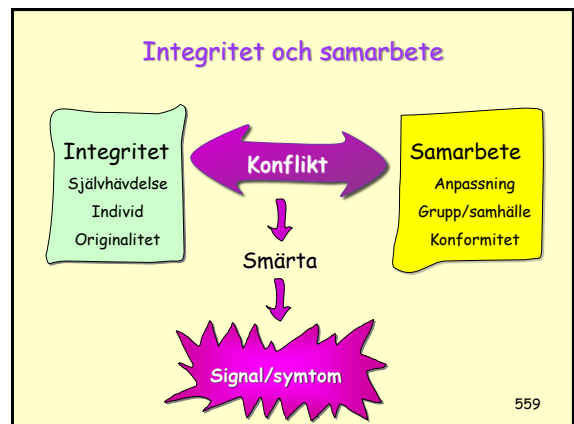 Integritet och samarbete
Integritet
Självhävdelse
Individ
Originalitet
Konflikt
Samarbete
Anpassning
Grupp/samhälle
Konformitet
Smärta
Signal/symtom
559